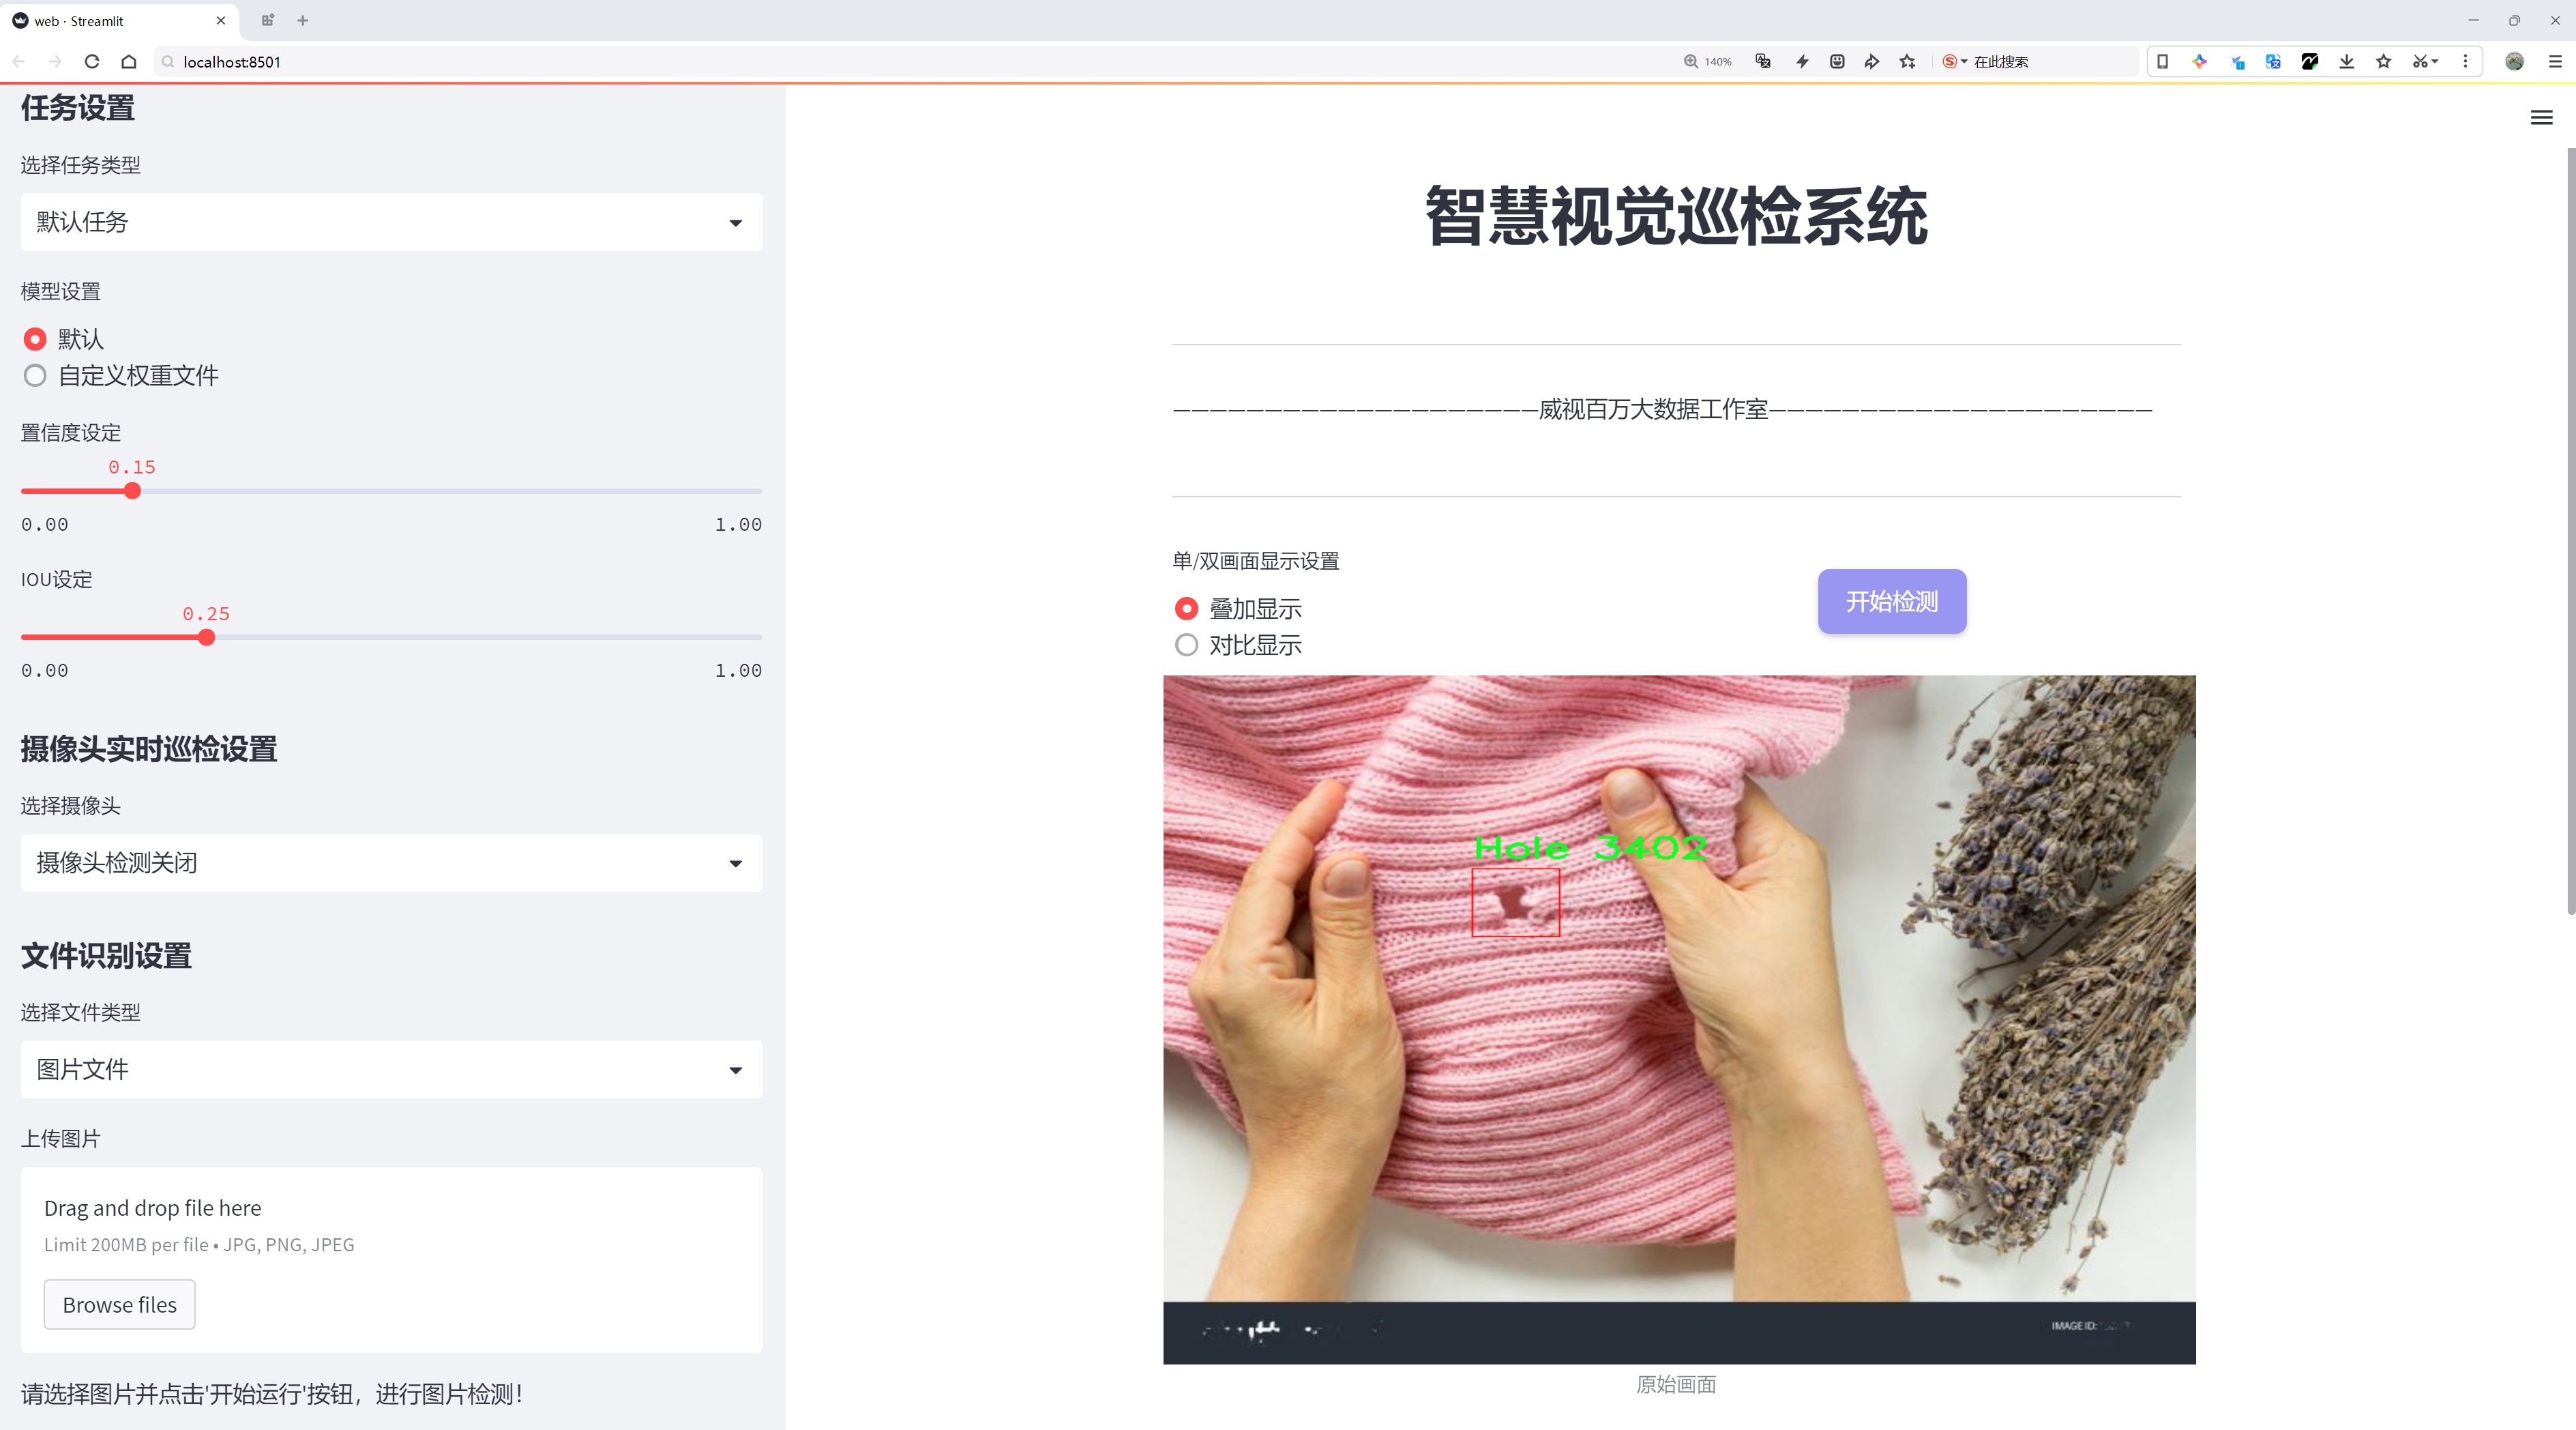 web · Streamlit
localhost:8501
140%
在此搜索
任务设置
选择任务类型
默认任务
模型设置
默认
自定义权重文件
置信度设定
0.15
0.00
1.00
IOU设定
0.25
0.00
1.00
摄像头实时巡检设置
选择摄像头
摄像头检测关闭
文件识别设置
选择文件类型
图片文件
上传图片
Drag and drop file here
Limit 200MB per file • JPG, PNG, JPEG
Browse files
请选择图片并点击'开始运行'按钮，进行图片检测！
智慧视觉巡检系统
————————————————————威视百万大数据工作室—————————————————————
单/双画面显示设置
叠加显示
对比显示
开始检测
Hole 3402
IMAGE ID:
原始画面